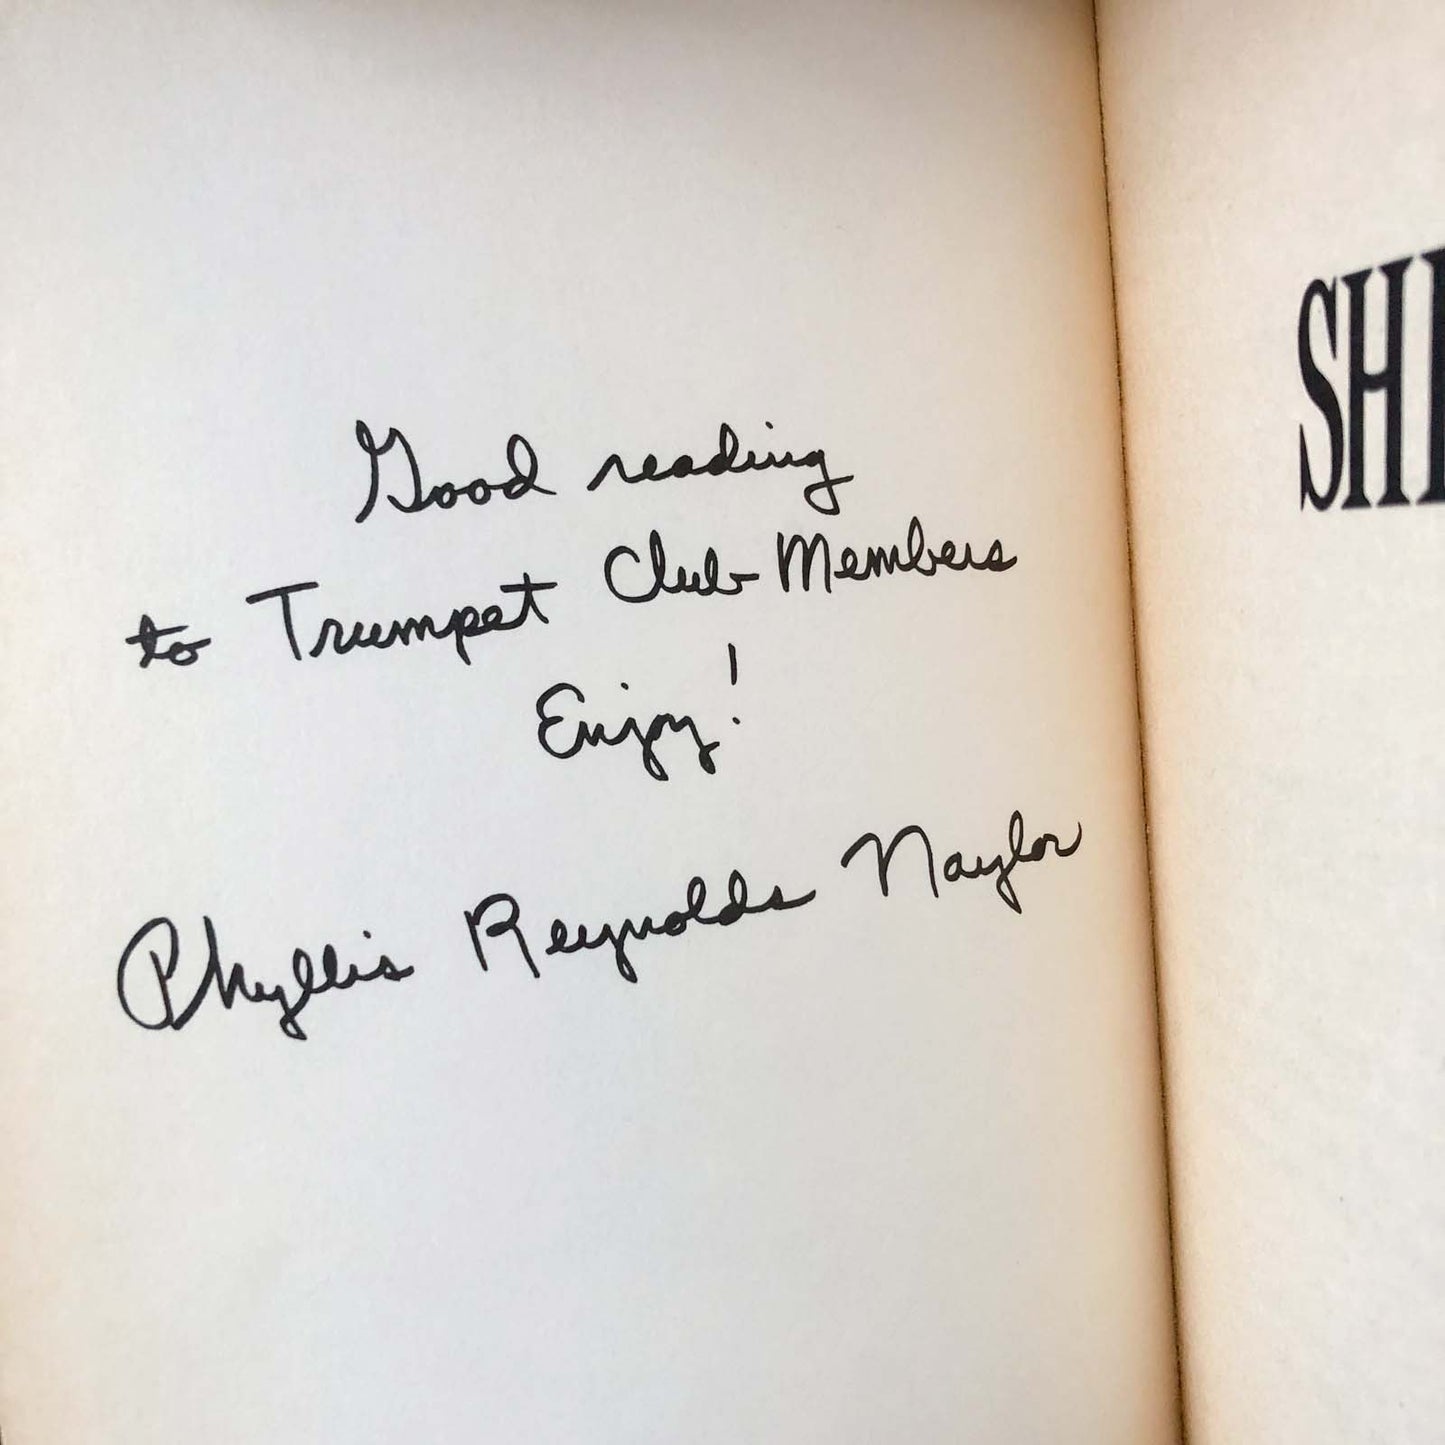 Good reading
to Trumpet Club Members
Enjoy!
Phyllis Reynolds Naylor
SH